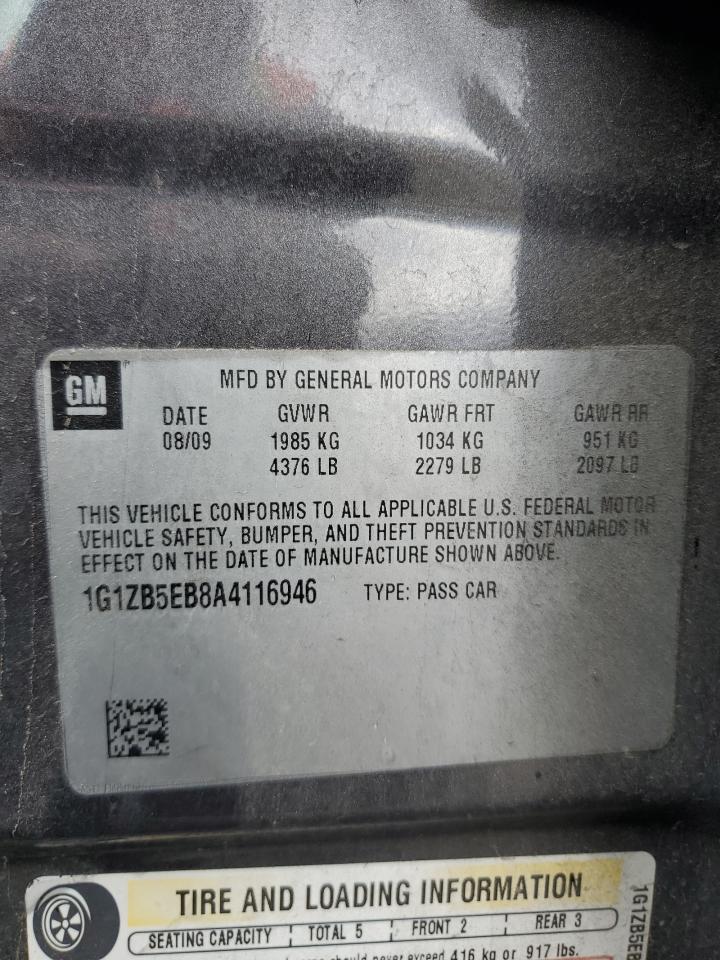 GM
MFD BY GENERAL MOTORS COMPANY
DATE GVWR GAWR FRT GAWR RR
08/09 1985 KG 1034 KG 951 KG
4376 LB 2279 LB 2097 LB
THIS VEHICLE CONFORMS TO ALL APPLICABLE U.S. FEDERAL MOTOR
VEHICLE SAFETY, BUMPER, AND THEFT PREVENTION STANDARDS IN
EFFECT ON THE DATE OF MANUFACTURE SHOWN ABOVE.
1G1ZB5EB8A4116946 TYPE: PASS CAR
TIRE AND LOADING INFORMATION
SEATING CAPACITY TOTAL 5 FRONT 2 REAR 3
should never exceed 416 kg or 917 lbs.
1G1ZB5EB